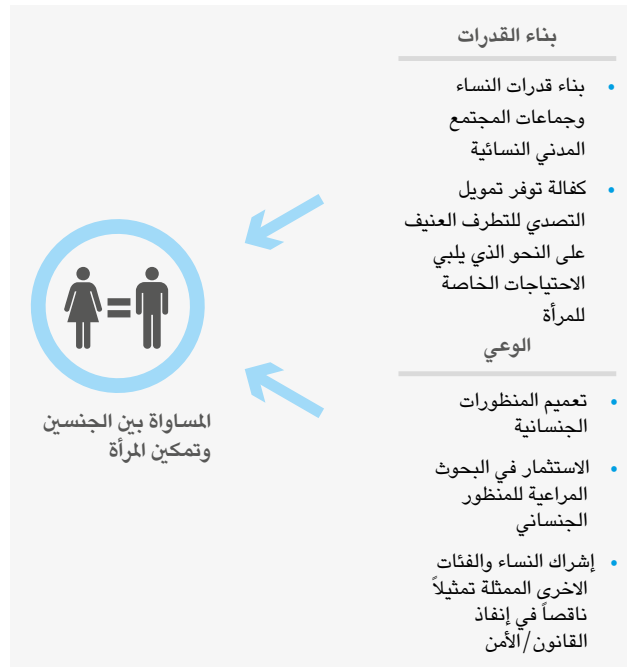 بناء القدرات
• بناء قدرات النساء
وجماعات المجتمع
المدني النسائية
• كفالة توفر تمويل
التصدي للتطرف العنيف
على النحو الذي يلبي
الاحتياجات الخاصة
للمرأة
الوعي
• تعميم المنظورات
الجنسانية
• الاستثمار في البحوث
المراعية للمنظور
الجنساني
• إشراك النساء والفئات
الاخرى الممثلة تمثيلاً
ناقصاً في إنفاذ
القانون/الأمن
المساواة بين الجنسين
وتمكين المرأة